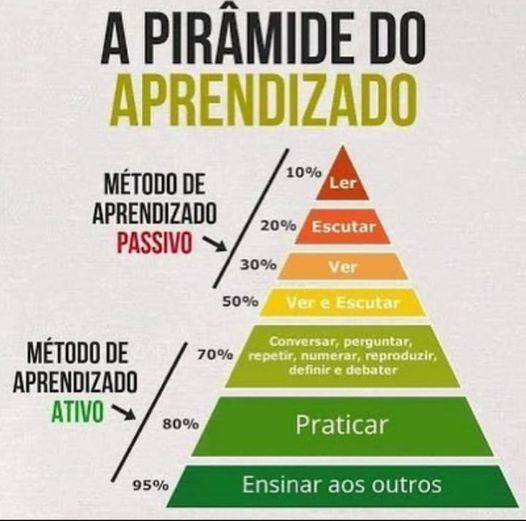 A PIRÂMIDE DO
APRENDIZADO
MÉTODO DE
APRENDIZADO
PASSIVO
10%
Ler
20%
Escutar
30%
Ver
50%
Ver e Escutar
MÉTODO DE
APRENDIZADO
ATIVO
70%
Conversar, perguntar,
repetir, numerar, reproduzir,
definir e debater
80%
Praticar
95%
Ensinar aos outros